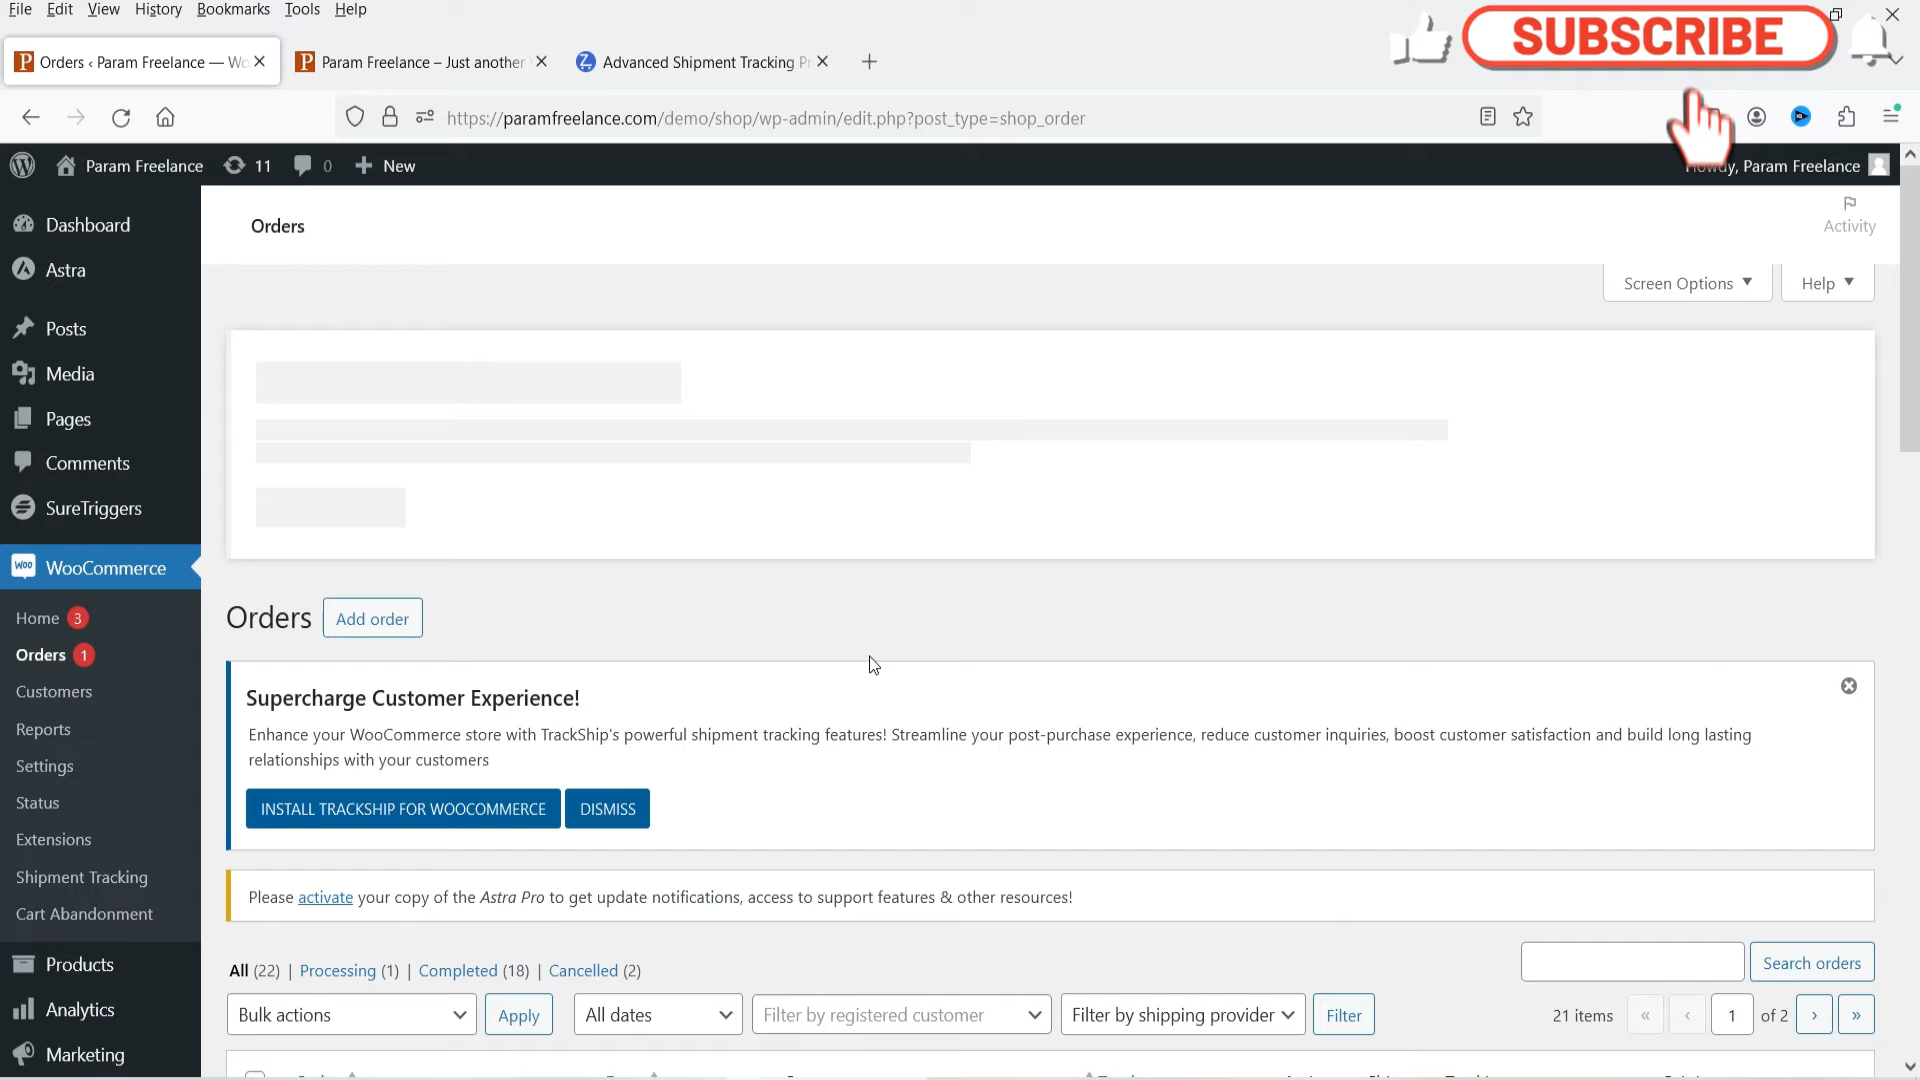 File Edit View History Bookmarks Tools Help
SUBSCRIBE
Orders ‹ Param Freelance — Wo
Param Freelance – Just another
Advanced Shipment Tracking Pr
https://paramfreelance.com/demo/shop/wp-admin/edit.php?post_type=shop_order
Param Freelance 11 0 New
Howdy, Param Freelance
Dashboard
Astra
Posts
Media
Pages
Comments
SureTriggers
WooCommerce
Home 3
Orders 1
Customers
Reports
Settings
Status
Extensions
Shipment Tracking
Cart Abandonment
Products
Analytics
Marketing
Orders
Activity
Screen Options
Help
Orders Add order
Supercharge Customer Experience!
Enhance your WooCommerce store with TrackShip's powerful shipment tracking features! Streamline your post-purchase experience, reduce customer inquiries, boost customer satisfaction and build long lasting
relationships with your customers
INSTALL TRACKSHIP FOR WOOCOMMERCE DISMISS
Please activate your copy of the Astra Pro to get update notifications, access to support features & other resources!
All (22) | Processing (1) | Completed (18) | Cancelled (2)
Search orders
Bulk actions Apply All dates Filter by registered customer Filter by shipping provider Filter
21 items « ‹ 1 of 2 › »